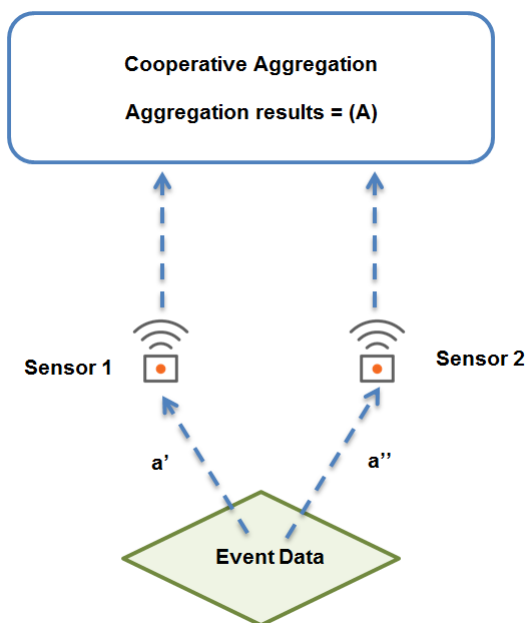 Cooperative Aggregation
Aggregation results = (A)
Sensor 1
Sensor 2
a’
a’’
Event Data